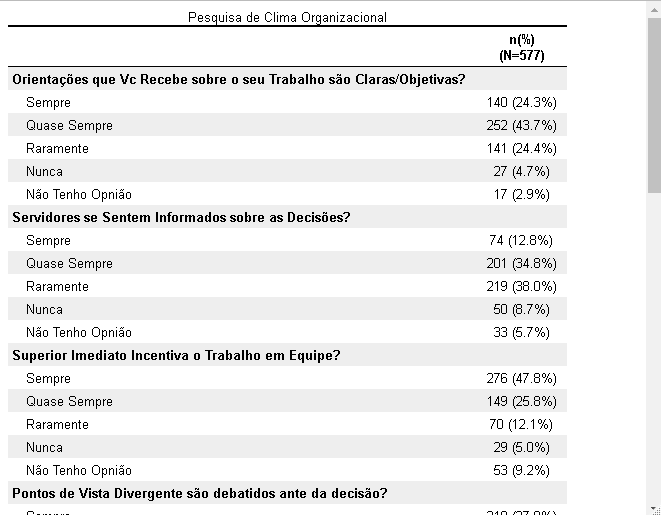 Pesquisa de Clima Organizacional
n(%)
(N=577)
Orientações que Vc Recebe sobre o seu Trabalho são Claras/Objetivas?
Sempre 140 (24.3%)
Quase Sempre 252 (43.7%)
Raramente 141 (24.4%)
Nunca 27 (4.7%)
Não Tenho Opnião 17 (2.9%)
Servidores se Sentem Informados sobre as Decisões?
Sempre 74 (12.8%)
Quase Sempre 201 (34.8%)
Raramente 219 (38.0%)
Nunca 50 (8.7%)
Não Tenho Opnião 33 (5.7%)
Superior Imediato Incentiva o Trabalho em Equipe?
Sempre 276 (47.8%)
Quase Sempre 149 (25.8%)
Raramente 70 (12.1%)
Nunca 29 (5.0%)
Não Tenho Opnião 53 (9.2%)
Pontos de Vista Divergente são debatidos ante da decisão?
Sempre